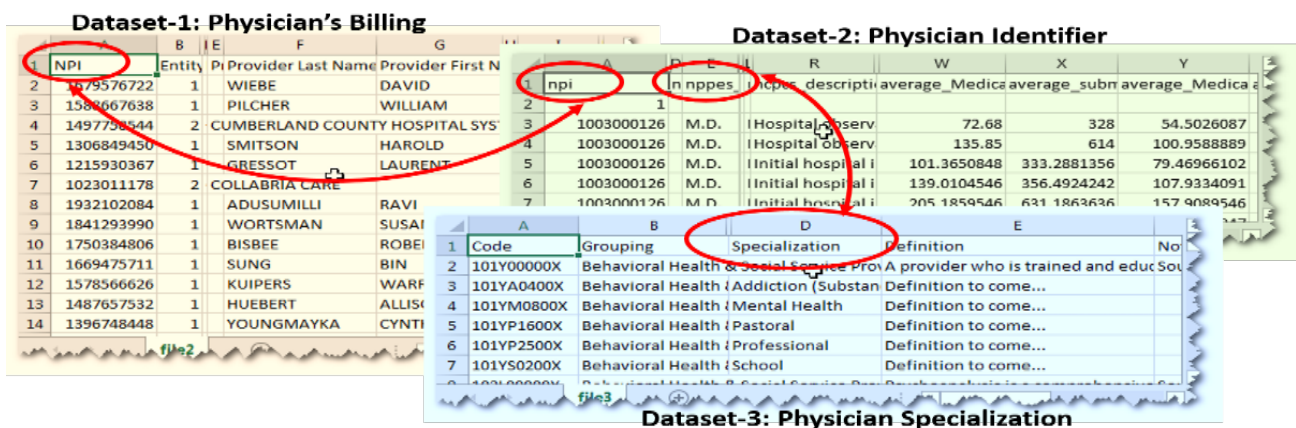 Dataset-1: Physician's Billing
A B E F G
1 NPI Entity Provider Last Name Provider First N
2 1679576722 1 WIEBE DAVID
3 1588667638 1 PILCHER WILLIAM
4 1497758544 2 CUMBERLAND COUNTY HOSPITAL SYS
5 1306849450 1 SMITSON HAROLD
6 1215930367 1 GRESSOT LAURENT
7 1023011178 2 COLLABRIA CARE
8 1932102084 1 ADUSUMILLI RAVI
9 1841293990 1 WORTSMAN SUSA
10 1750384806 1 BISBEE ROBE
11 1669475711 1 SUNG BIN
12 1578566626 1 KUIPERS WARF
13 1487657532 1 HUEBERT ALLIS
14 1396748448 1 YOUNGMAYKA CYNTH
file2
Dataset-2: Physician Identifier
A D E R W X Y
1 npi nppes_ hcpcs_descripti average_Medica average_subm average_Medica a
2 1
3 1003000126 M.D. Hospital observ 72.68 328 54.5026087
4 1003000126 M.D. Hospital observ 135.85 614 100.9588889
5 1003000126 M.D. Initial hospital i 101.3650848 333.2881356 79.46966102
6 1003000126 M.D. Initial hospital i 139.0104546 356.4924242 107.9334091
7 1003000126 M.D. Initial hospital i 205.1859546 631.1863636 157.9089546
A B D E
1 Code Grouping Specialization Definition No
2 101Y00000X Behavioral Health & Social Service Prov A provider who is trained and educ Sou
3 101YA0400X Behavioral Health & Addiction (Substan Definition to come...
4 101YM0800X Behavioral Health & Mental Health Definition to come...
5 101YP1600X Behavioral Health & Pastoral Definition to come...
6 101YP2500X Behavioral Health & Professional Definition to come...
7 101YS0200X Behavioral Health & School Definition to come...
file3
Dataset-3: Physician Specialization